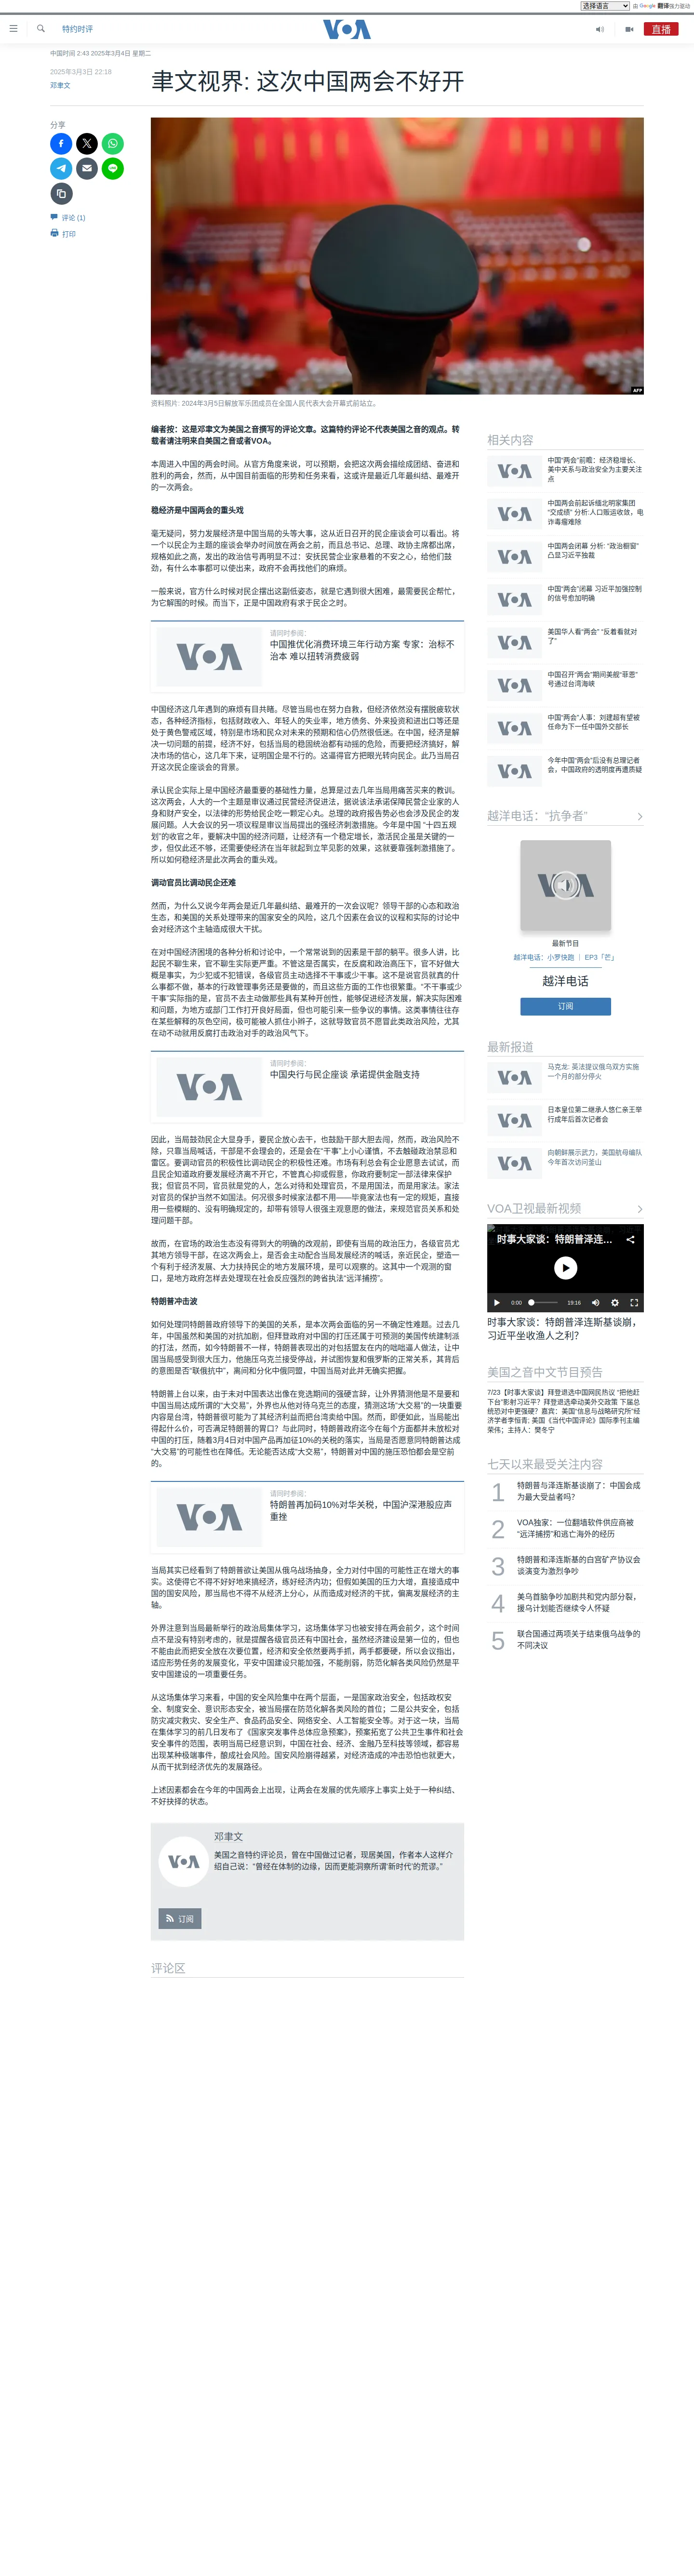 选择语言
由 Google 翻译强力驱动
特约时评
VOA
直播
中国时间 2:43 2025年3月4日 星期二
2025年3月3日 22:18
邓聿文
聿文视界: 这次中国两会不好开
分享
评论 (1)
打印
AFP
资料照片: 2024年3月5日解放军乐团成员在全国人民代表大会开幕式前站立。
编者按：这是邓聿文为美国之音撰写的评论文章。这篇特约评论不代表美国之音的观点。转
载者请注明来自美国之音或者VOA。
本周进入中国的两会时间。从官方角度来说，可以预期，会把这次两会描绘成团结、奋进和
胜利的两会，然而，从中国目前面临的形势和任务来看，这或许是最近几年最纠结、最难开
的一次两会。
稳经济是中国两会的重头戏
毫无疑问，努力发展经济是中国当局的头等大事，这从近日召开的民企座谈会可以看出。将
一个以民企为主题的座谈会举办时间放在两会之前，而且总书记、总理、政协主席都出席，
规格如此之高，发出的政治信号再明显不过：安抚民营企业家悬着的不安之心，给他们鼓
劲，有什么本事都可以使出来，政府不会再找他们的麻烦。
一般来说，官方什么时候对民企摆出这副低姿态，就是它遇到很大困难，最需要民企帮忙，
为它解围的时候。而当下，正是中国政府有求于民企之时。
VOA
请同时参阅:
中国推优化消费环境三年行动方案 专家：治标不
治本 难以扭转消费疲弱
中国经济这几年遇到的麻烦有目共睹。尽管当局也在努力自救，但经济依然没有摆脱疲软状
态，各种经济指标，包括财政收入、年轻人的失业率，地方债务、外来投资和进出口等还是
处于黄色警戒区域，特别是市场和民众对未来的预期和信心仍然很低迷。在中国，经济是解
决一切问题的前提，经济不好，包括当局的稳固统治都有动摇的危险，而要把经济搞好，解
决市场的信心，这几年下来，证明国企是不行的。这逼得官方把眼光转向民企。此乃当局召
开这次民企座谈会的背景。
承认民企实际上是中国经济最重要的基础性力量，总算是过去几年当局用痛苦买来的教训。
这次两会，人大的一个主题是审议通过民营经济促进法，据说该法承诺保障民营企业家的人
身和财产安全，以法律的形势给民企吃一颗定心丸。总理的政府报告势必也会涉及民企的发
展问题。人大会议的另一项议程是审议当局提出的强经济刺激措施。今年是中国 “十四五规
划”的收官之年，要解决中国的经济问题，让经济有一个稳定增长，激活民企虽是关键的一
步，但仅此还不够，还需要使经济在当年就起到立竿见影的效果，这就要靠强刺激措施了。
所以如何稳经济是此次两会的重头戏。
调动官员比调动民企还难
然而，为什么又说今年两会是近几年最纠结、最难开的一次会议呢？领导干部的心态和政治
生态，和美国的关系处理带来的国家安全的风险，这几个因素在会议的议程和实际的讨论中
会对经济这个主轴造成很大干扰。
在对中国经济困境的各种分析和讨论中，一个常常说到的因素是干部的躺平。很多人讲，比
起民不聊生来，官不聊生实际更严重。不管这是否属实，在反腐和政治高压下，官不好做大
概是事实，为少犯或不犯错误，各级官员主动选择不干事或少干事。这不是说官员就真的什
么事都不做，基本的行政管理事务还是要做的，而且这些方面的工作也很繁重。“不干事或少
干事”实际指的是，官员不去主动做那些具有某种开创性，能够促进经济发展，解决实际困难
和问题，为地方或部门工作打开良好局面，但也可能引来一些争议的事情。这类事情往往存
在某些解释的灰色空间，极可能被人抓住小辫子，这就导致官员不愿冒此类政治风险，尤其
在动不动就用反腐打击政治对手的政治风气下。
VOA
请同时参阅:
中国央行与民企座谈 承诺提供金融支持
因此，当局鼓励民企大显身手，要民企放心去干，也鼓励干部大胆去闯，然而，政治风险不
除，只靠当局喊话，干部是不会理会的，还是会在“干事”上小心谨慎，不去触碰政治禁忌和
雷区。要调动官员的积极性比调动民企的积极性还难。市场有利总会有企业愿意去试试，而
且民企知道政府要发展经济离不开它，不管真心抑或假意，你政府要制定一部法律来保护
我；但官员不同，官员就是党的人，怎么对待和处理官员，不是用国法，而是用家法。家法
对官员的保护当然不如国法。何况很多时候家法都不用——毕竟家法也有一定的规矩，直接
用一些模糊的、没有明确规定的，却带有领导人很强主观意愿的做法，来规范官员关系和处
理问题干部。
故而，在官场的政治生态没有得到大的明确的改观前，即便有当局的政治压力，各级官员尤
其地方领导干部，在这次两会上，是否会主动配合当局发展经济的喊话，亲近民企，塑造一
个有利于经济发展、大力扶持民企的地方发展环境，是可以观察的。这其中一个观测的窗
口，是地方政府怎样去处理现在社会反应强烈的跨省执法“远洋捕捞”。
特朗普冲击波
如何处理同特朗普政府领导下的美国的关系，是本次两会面临的另一不确定性难题。过去几
年，中国虽然和美国的对抗加剧，但拜登政府对中国的打压还属于可预测的美国传统建制派
的打法，然而，如今特朗普不一样，特朗普表现出的对包括盟友在内的咄咄逼人做法，让中
国当局感受到很大压力，他施压乌克兰接受停战，并试图恢复和俄罗斯的正常关系，其背后
的意图是否“联俄抗中”，离间和分化中俄同盟，中国当局对此并无确实把握。
特朗普上台以来，由于未对中国表达出像在竞选期间的强硬言辞，让外界猜测他是不是要和
中国当局达成所谓的“大交易”，外界也从他对待乌克兰的态度，猜测这场“大交易”的一块重要
内容是台湾，特朗普很可能为了其经济利益而把台湾卖给中国。然而，即便如此，当局能出
得起什么价，可否满足特朗普的胃口？与此同时，特朗普政府迄今在每个方面都并未放松对
中国的打压，随着3月4日对中国产品再加征10%的关税的落实，当局是否愿意同特朗普达成
“大交易”的可能性也在降低。无论能否达成“大交易”，特朗普对中国的施压恐怕都会是空前
的。
VOA
请同时参阅:
特朗普再加码10%对华关税，中国沪深港股应声
重挫
当局其实已经看到了特朗普欲让美国从俄乌战场抽身，全力对付中国的可能性正在增大的事
实。这使得它不得不好好地来搞经济，练好经济内功；但假如美国的压力大增，直接造成中
国的国安风险，那当局也不得不从经济上分心，从而造成对经济的干扰，偏离发展经济的主
轴。
外界注意到当局最新举行的政治局集体学习，这场集体学习也被安排在两会前夕，这个时间
点不是没有特别考虑的，就是提醒各级官员还有中国社会，虽然经济建设是第一位的，但也
不能由此而把安全放在次要位置，经济和安全依然要两手抓，两手都要硬，所以会议指出，
适应形势任务的发展变化，平安中国建设只能加强，不能削弱，防范化解各类风险仍然是平
安中国建设的一项重要任务。
从这场集体学习来看，中国的安全风险集中在两个层面，一是国家政治安全，包括政权安
全、制度安全、意识形态安全，被当局摆在防范化解各类风险的首位；二是公共安全，包括
防灾减灾救灾、安全生产、食品药品安全、网络安全、人工智能安全等。对于这一块，当局
在集体学习的前几日发布了《国家突发事件总体应急预案》，预案拓宽了公共卫生事件和社会
安全事件的范围，表明当局已经意识到，中国在社会、经济、金融乃至科技等领域，都容易
出现某种极端事件，酿成社会风险。国安风险崩得越紧，对经济造成的冲击恐怕也就更大，
从而干扰到经济优先的发展路径。
上述因素都会在今年的中国两会上出现，让两会在发展的优先顺序上事实上处于一种纠结、
不好抉择的状态。
VOA
邓聿文
美国之音特约评论员，曾在中国做过记者，现居美国，作者本人这样介
绍自己说：“曾经在体制的边缘，因而更能洞察所谓‘新时代’的荒谬。”
订阅
评论区
相关内容
VOA
中国“两会”前瞻：经济稳增长、
美中关系与政治安全为主要关注
点
VOA
中国两会前起诉缅北明家集团
“交成绩” 分析:人口贩运收敛，电
诈毒瘤难除
VOA
中国两会闭幕 分析: “政治橱窗”
凸显习近平独裁
VOA
中国“两会”闭幕 习近平加强控制
的信号愈加明确
VOA
美国华人看“两会” “反着看就对
了”
VOA
中国召开“两会”期间美舰“菲恩”
号通过台湾海峡
VOA
中国“两会”人事：刘建超有望被
任命为下一任中国外交部长
VOA
今年中国“两会”后没有总理记者
会，中国政府的透明度再遭质疑
越洋电话：“抗争者”
VOA
最新节目
越洋电话：小罗快跑 ｜ EP3「芒」
越洋电话
订阅
最新报道
VOA
马克龙: 英法提议俄乌双方实施
一个月的部分停火
VOA
日本皇位第二继承人悠仁亲王举
行成年后首次记者会
VOA
向朝鲜展示武力，美国航母编队
今年首次访问釜山
VOA卫视最新视频
时事大家谈：特朗普泽连...
0:00
19:16
时事大家谈：特朗普泽连斯基谈崩，
习近平坐收渔人之利?
美国之音中文节目预告
7/23【时事大家谈】拜登退选中国网民热议 “把他赶
下台”影射习近平？拜登退选牵动美外交政策 下届总
统恐对中更强硬？嘉宾：美国“信息与战略研究所”经
济学者李恒青; 美国《当代中国评论》国际季刊主编
荣伟；主持人：樊冬宁
七天以来最受关注内容
1
特朗普与泽连斯基谈崩了：中国会成
为最大受益者吗？
2
VOA独家：一位翻墙软件供应商被
“远洋捕捞”和逃亡海外的经历
3
特朗普和泽连斯基的白宫矿产协议会
谈演变为激烈争吵
4
美乌首脑争吵加剧共和党内部分裂，
援乌计划能否继续令人怀疑
5
联合国通过两项关于结束俄乌战争的
不同决议